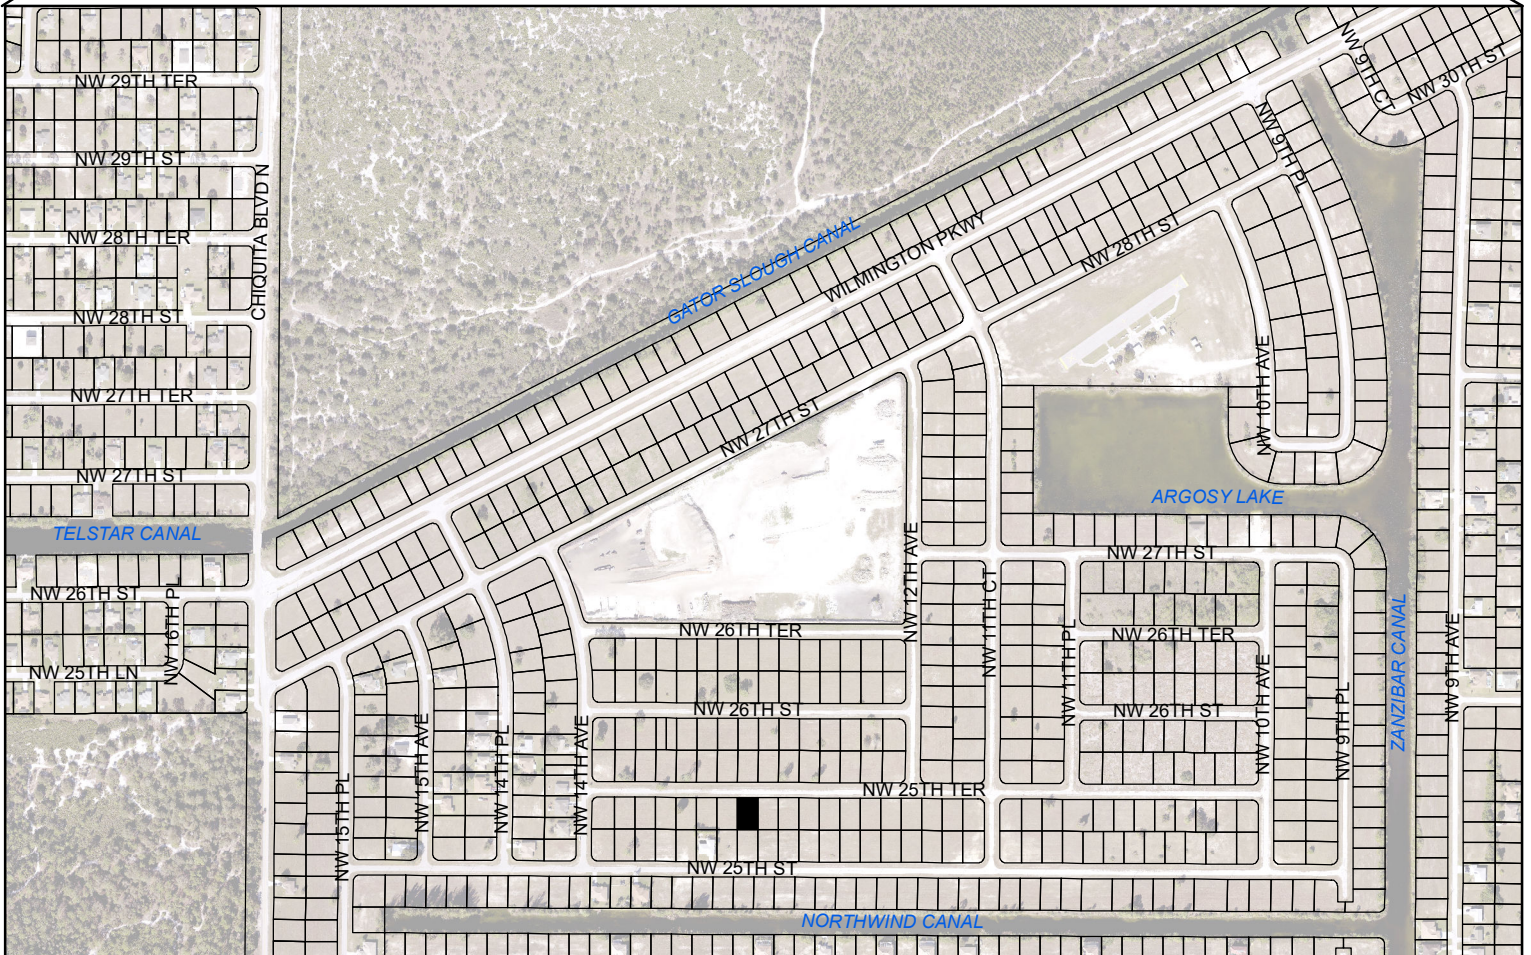 NW 9TH CT
NW 30TH ST
NW 29TH TER
NW 9TH PL
NW 29TH ST
CHIQUITA BLVD N
GATOR SLOUGH CANAL
WILMINGTON PKWY
NW 28TH ST
NW 28TH TER
NW 28TH ST
NW 10TH AVE
NW 27TH TER
NW 27TH ST
NW 27TH ST
ARGOSY LAKE
TELSTAR CANAL
NW 12TH AVE
NW 27TH ST
NW 11TH CT
NW 26TH ST
NW 16TH PL
ZANZIBAR CANAL
NW 9TH AVE
NW 26TH TER
NW 11TH PL
NW 26TH TER
NW 25TH LN
NW 10TH AVE
NW 9TH PL
NW 26TH ST
NW 26TH ST
NW 15TH AVE
NW 14TH PL
NW 14TH AVE
NW 15TH PL
NW 25TH TER
NW 25TH ST
NORTHWIND CANAL